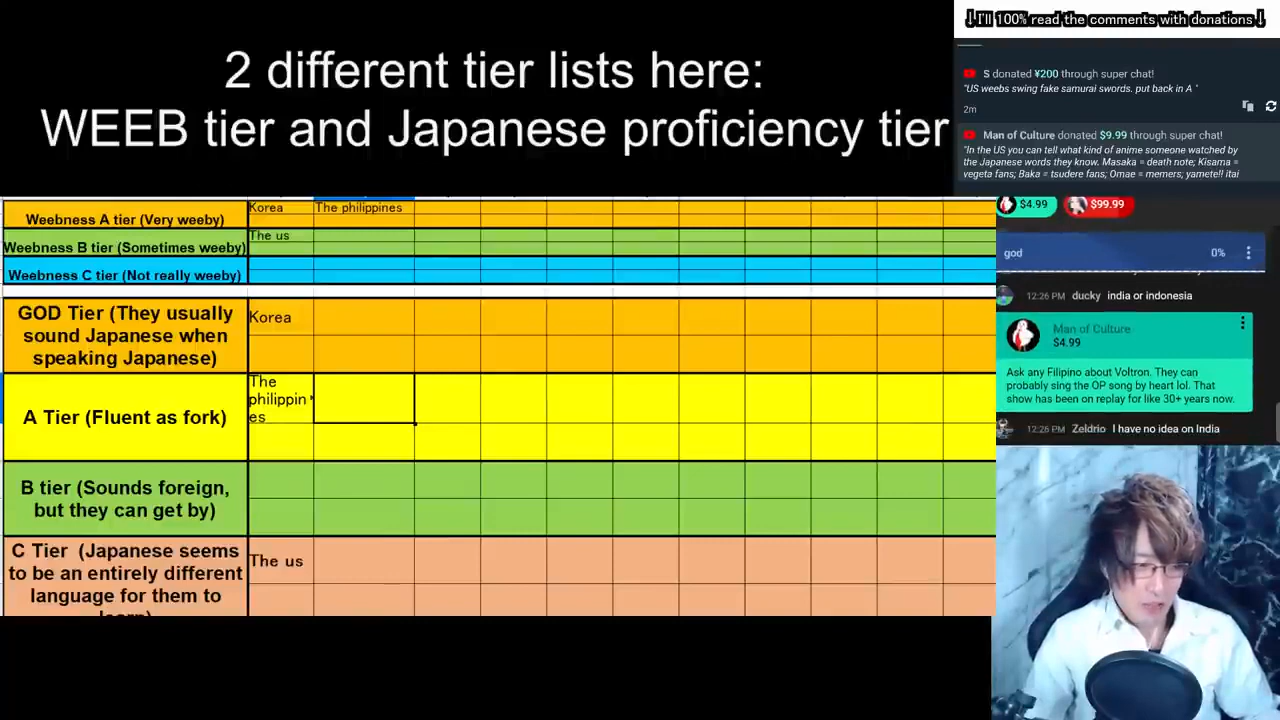 2 different tier lists here:
WEEB tier and Japanese proficiency tier
Weebness A tier (Very weeby)
Korea
The philippines
Weebness B tier (Sometimes weeby)
The us
Weebness C tier (Not really weeby)
GOD Tier (They usually
sound Japanese when
speaking Japanese)
Korea
A Tier (Fluent as fork)
The
philippin
es
B tier (Sounds foreign,
but they can get by)
C Tier (Japanese seems
to be an entirely different
language for them to
learn)
The us
↓I'll 100% read the comments with donations↓
S donated ¥200 through super chat!
"US weebs swing fake samurai swords. put back in A "
2m
Man of Culture donated $9.99 through super chat!
"In the US you can tell what kind of anime someone watched by
the Japanese words they know. Masaka = death note; Kisama =
vegeta fans; Baka = tsudere fans; Omae = memers; yamete!! itai
$4.99
$99.99
god
0%
12:26 PM ducky india or indonesia
Man of Culture
$4.99
Ask any Filipino about Voltron. They can
probably sing the OP song by heart lol. That
show has been on replay for like 30+ years now.
12:26 PM Zeldrio I have no idea on India